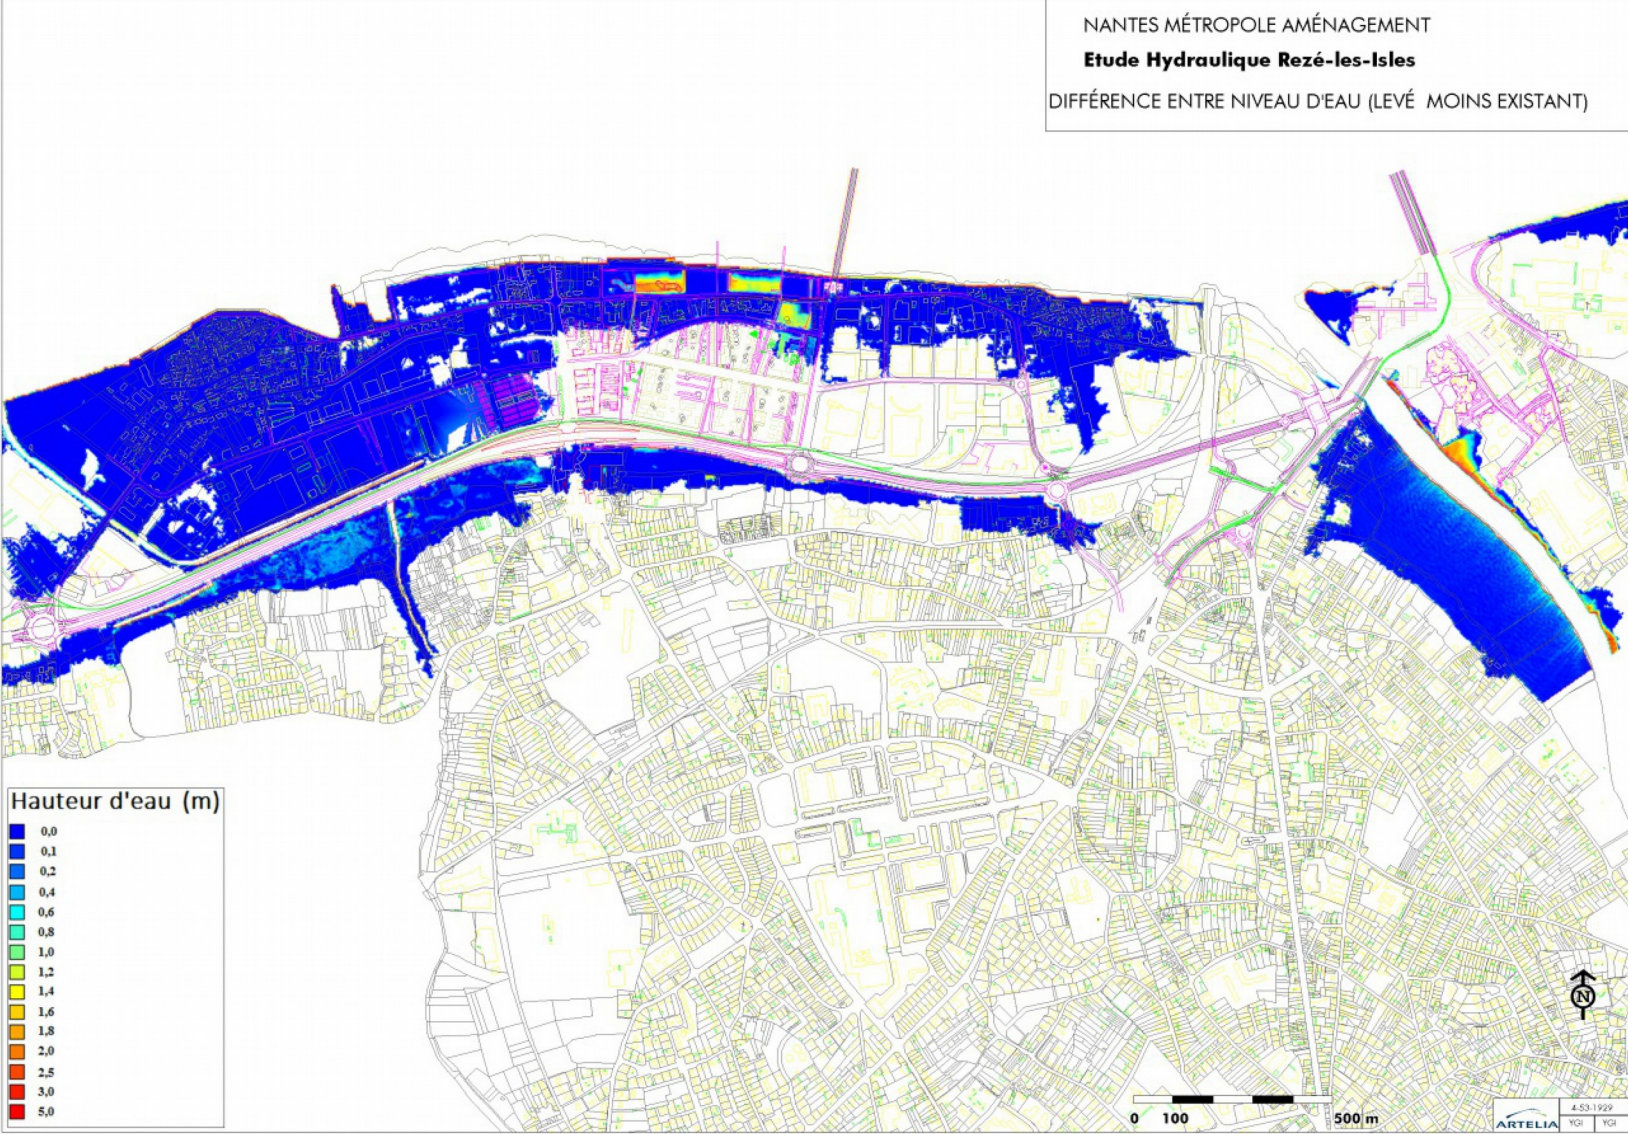 NANTES MÉTROPOLE AMÉNAGEMENT
Etude Hydraulique Rezé-les-Isles
DIFFÉRENCE ENTRE NIVEAU D'EAU (LEVÉ MOINS EXISTANT)
Hauteur d'eau (m)
0,0
0,1
0,2
0,4
0,6
0,8
1,0
1,2
1,4
1,6
1,8
2,0
2,5
3,0
5,0
N
0 100 500 m
ARTELIA
4-53-1929
YGI YGI